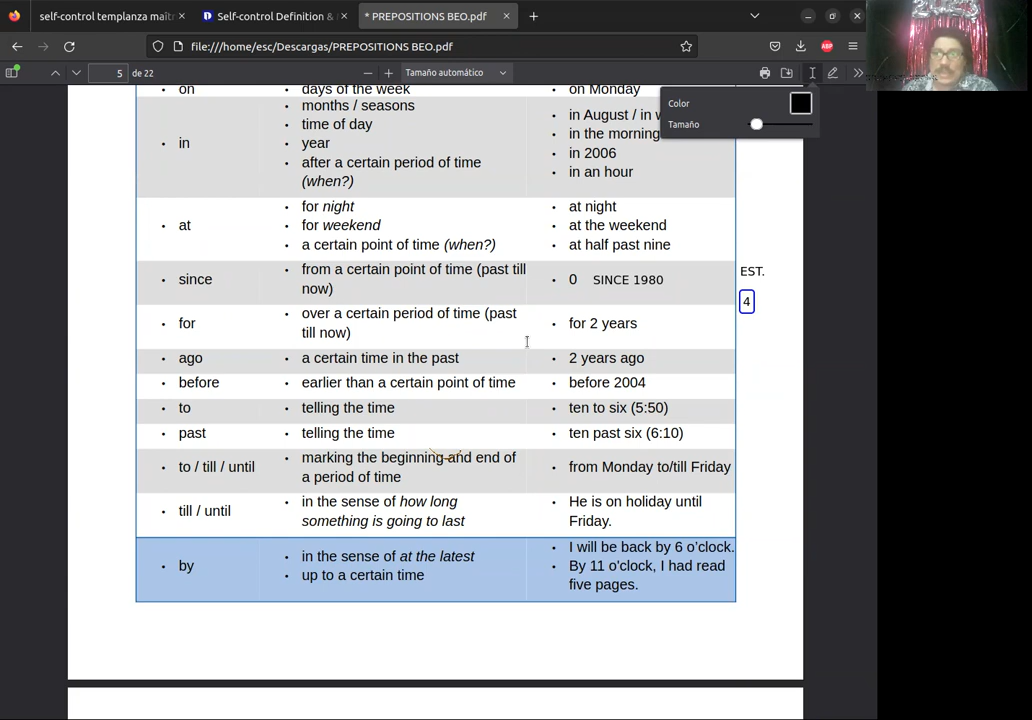 self-control templanza maît
Self-control Definition &
* PREPOSITIONS BEO.pdf
file:///home/esc/Descargas/PREPOSITIONS BEO.pdf
ABP
5 de 22
Tamaño automático
Color
Tamaño
on
days of the week
on Monday
in
months / seasons
time of day
year
after a certain period of time
(when?)
in August / in w
in the morning
in 2006
in an hour
at
for night
for weekend
a certain point of time (when?)
at night
at the weekend
at half past nine
since
from a certain point of time (past till
now)
0 SINCE 1980
EST.
4
for
over a certain period of time (past
till now)
for 2 years
ago
a certain time in the past
2 years ago
before
earlier than a certain point of time
before 2004
to
telling the time
ten to six (5:50)
past
telling the time
ten past six (6:10)
to / till / until
marking the beginning and end of
a period of time
from Monday to/till Friday
till / until
in the sense of how long
something is going to last
He is on holiday until
Friday.
by
in the sense of at the latest
up to a certain time
I will be back by 6 o’clock.
By 11 o'clock, I had read
five pages.